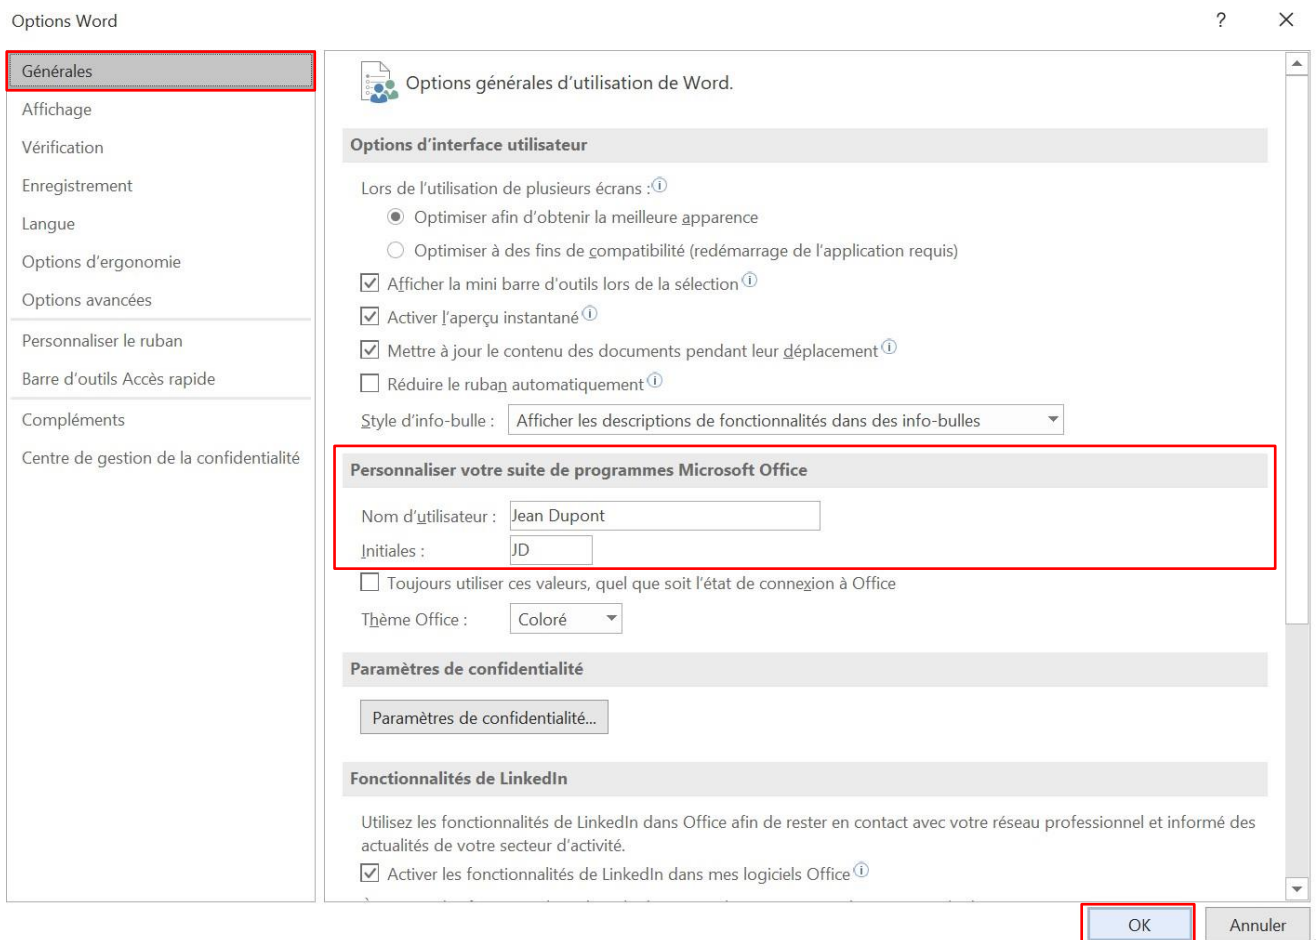 Options Word
?
Générales
Affichage
Vérification
Enregistrement
Langue
Options d'ergonomie
Options avancées
Personnaliser le ruban
Barre d'outils Accès rapide
Compléments
Centre de gestion de la confidentialité
Options générales d'utilisation de Word.
Options d'interface utilisateur
Lors de l'utilisation de plusieurs écrans :
Optimiser afin d'obtenir la meilleure apparence
Optimiser à des fins de compatibilité (redémarrage de l'application requis)
Afficher la mini barre d'outils lors de la sélection
Activer l'aperçu instantané
Mettre à jour le contenu des documents pendant leur déplacement
Réduire le ruban automatiquement
Style d'info-bulle : Afficher les descriptions de fonctionnalités dans des info-bulles
Personnaliser votre suite de programmes Microsoft Office
Nom d'utilisateur : Jean Dupont
Initiales : JD
Toujours utiliser ces valeurs, quel que soit l'état de connexion à Office
Thème Office : Coloré
Paramètres de confidentialité
Paramètres de confidentialité...
Fonctionnalités de LinkedIn
Utilisez les fonctionnalités de LinkedIn dans Office afin de rester en contact avec votre réseau professionnel et informé des
actualités de votre secteur d'activité.
Activer les fonctionnalités de LinkedIn dans mes logiciels Office
OK Annuler